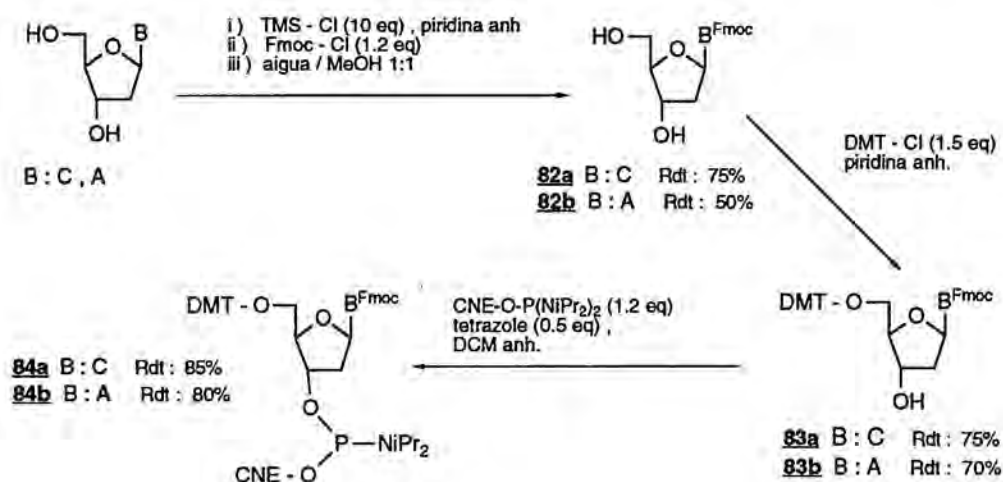 HO
O
B
OH
B : C , A
i ) TMS - Cl (10 eq) , piridina anh
ii ) Fmoc - Cl (1.2 eq)
iii ) aigua / MeOH 1:1
HO
O
B^Fmoc
OH
82a B : C Rdt : 75%
82b B : A Rdt : 50%
DMT - Cl (1.5 eq)
piridina anh.
DMT - O
O
B^Fmoc
OH
83a B : C Rdt : 75%
83b B : A Rdt : 70%
CNE-O-P(NiPr₂)₂ (1.2 eq)
tetrazole (0.5 eq) ,
DCM anh.
DMT - O
O
B^Fmoc
O
P—NiPr₂
CNE - O
84a B : C Rdt : 85%
84b B : A Rdt : 80%